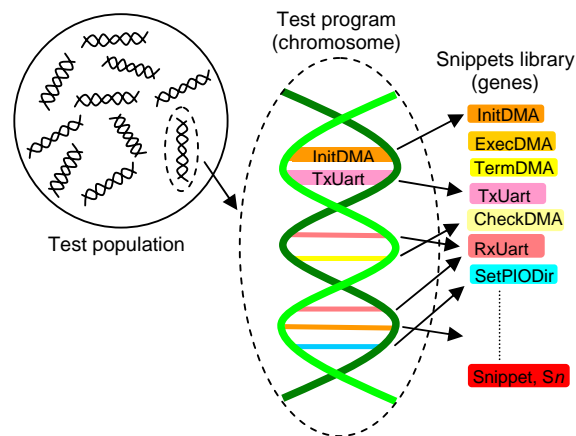 Test program
(chromosome)
Snippets library
(genes)
InitDMA
ExecDMA
TermDMA
TxUart
CheckDMA
RxUart
SetPIODir
Snippet, Sn
InitDMA
TxUart
Test population